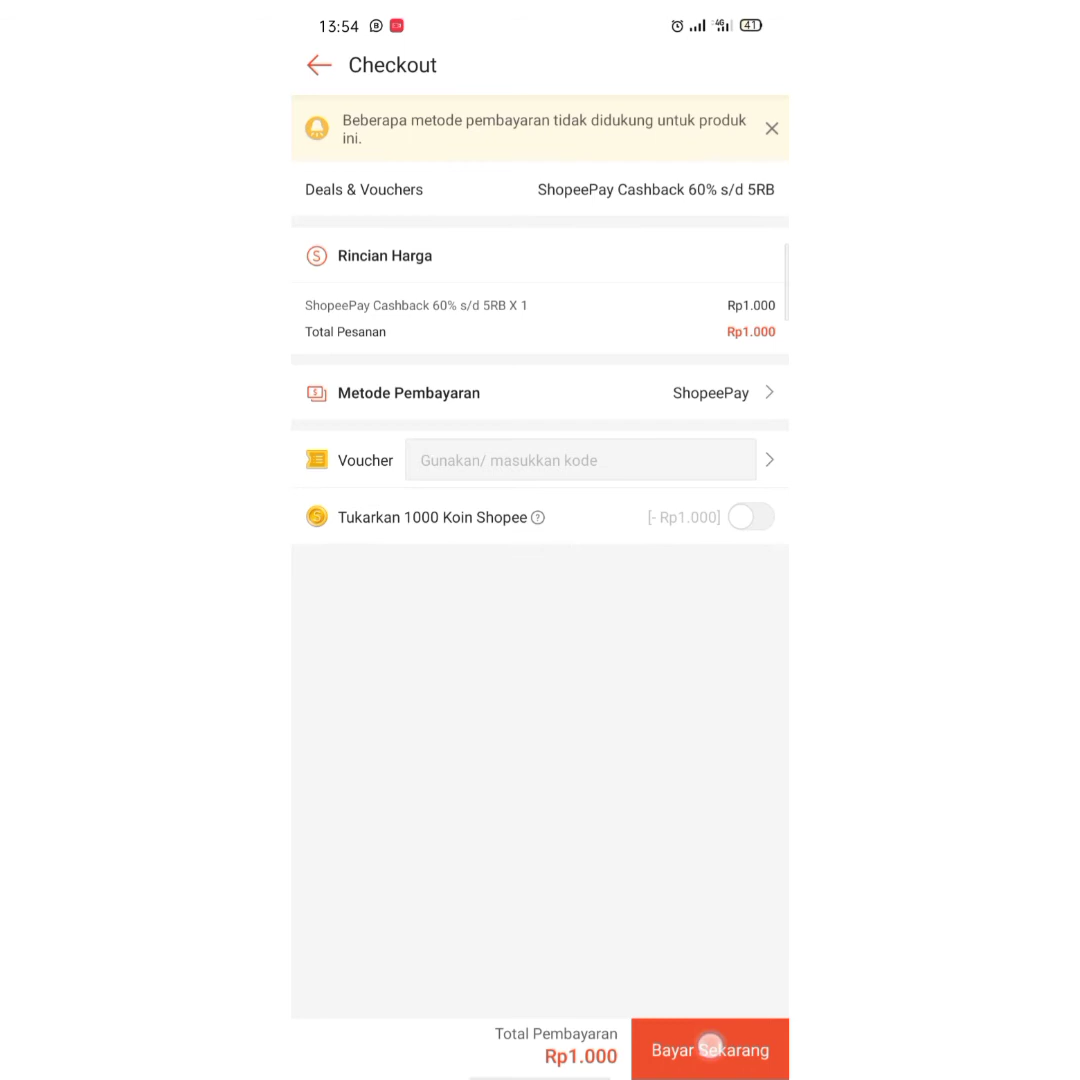 13:54
4G
41
Checkout
Beberapa metode pembayaran tidak didukung untuk produk
ini.
Deals & Vouchers ShopeePay Cashback 60% s/d 5RB
Rincian Harga
ShopeePay Cashback 60% s/d 5RB X 1 Rp1.000
Total Pesanan Rp1.000
Metode Pembayaran ShopeePay
Voucher Gunakan/ masukkan kode
Tukarkan 1000 Koin Shopee [- Rp1.000]
Total Pembayaran
Rp1.000
Bayar Sekarang